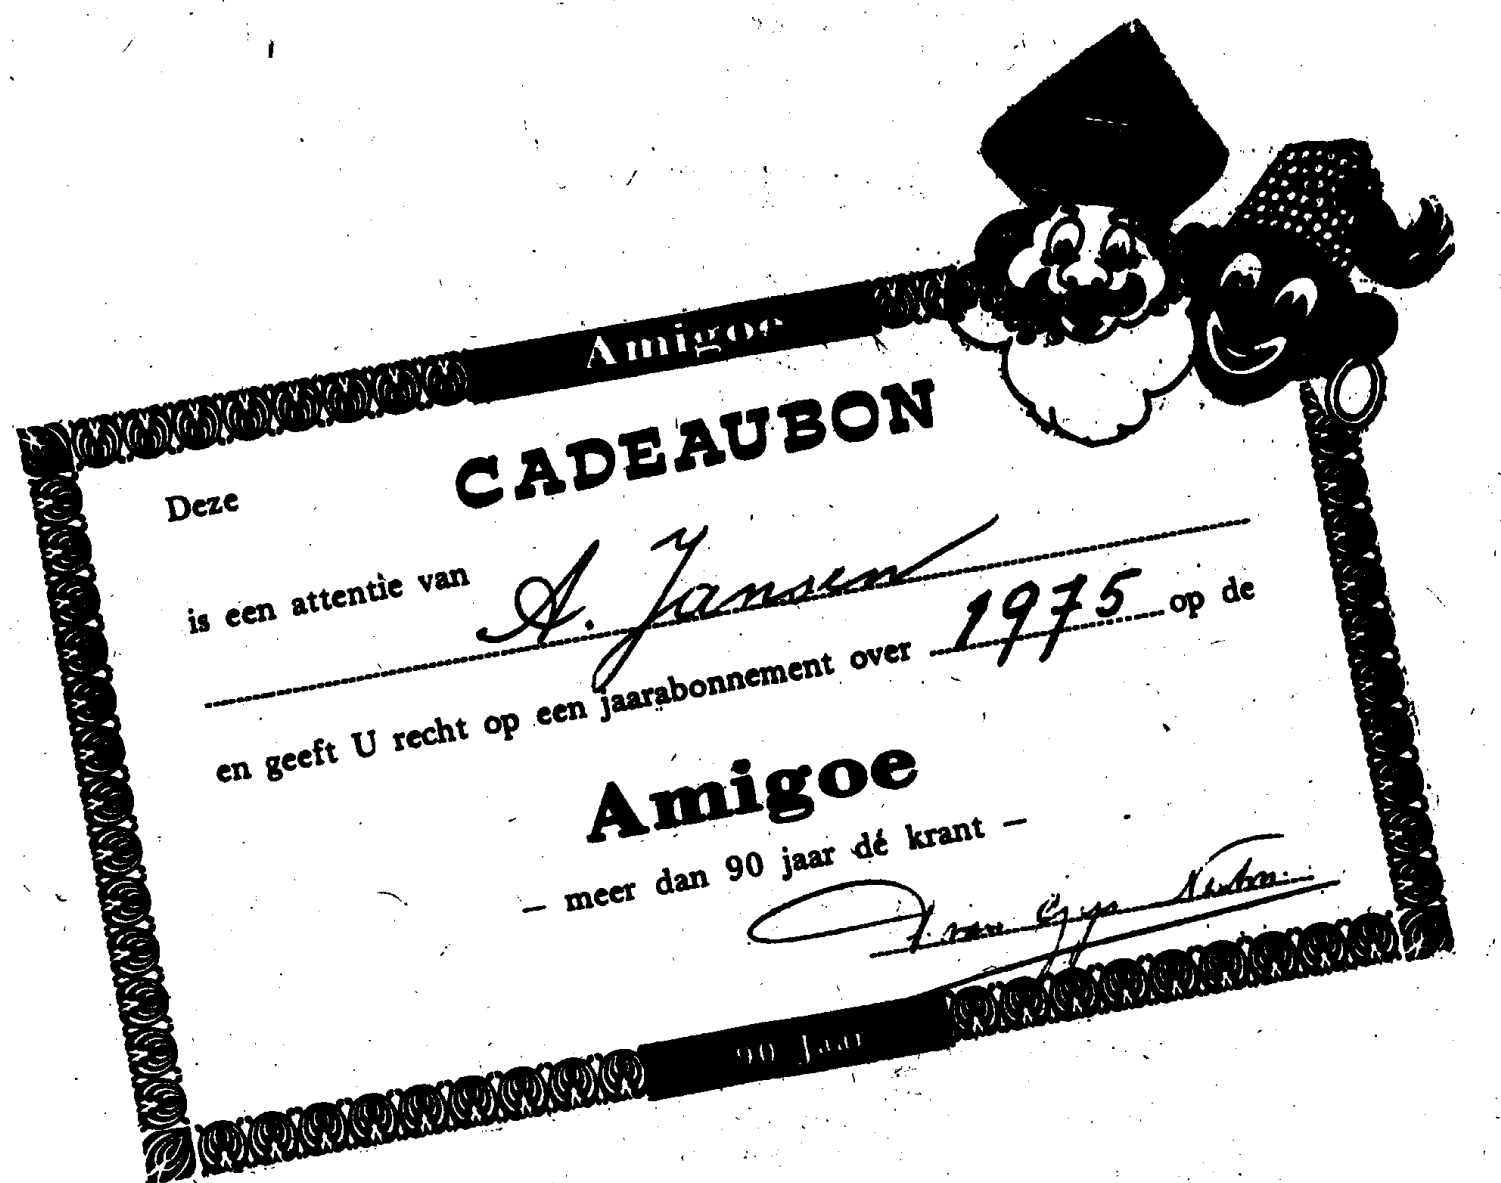 Amigoe
CADEAUBON
Deze
is een attentie van A. Jansen
en geeft U recht op een jaarabonnement over 1975 op de
Amigoe
— meer dan 90 jaar dé krant —
90 Jaar